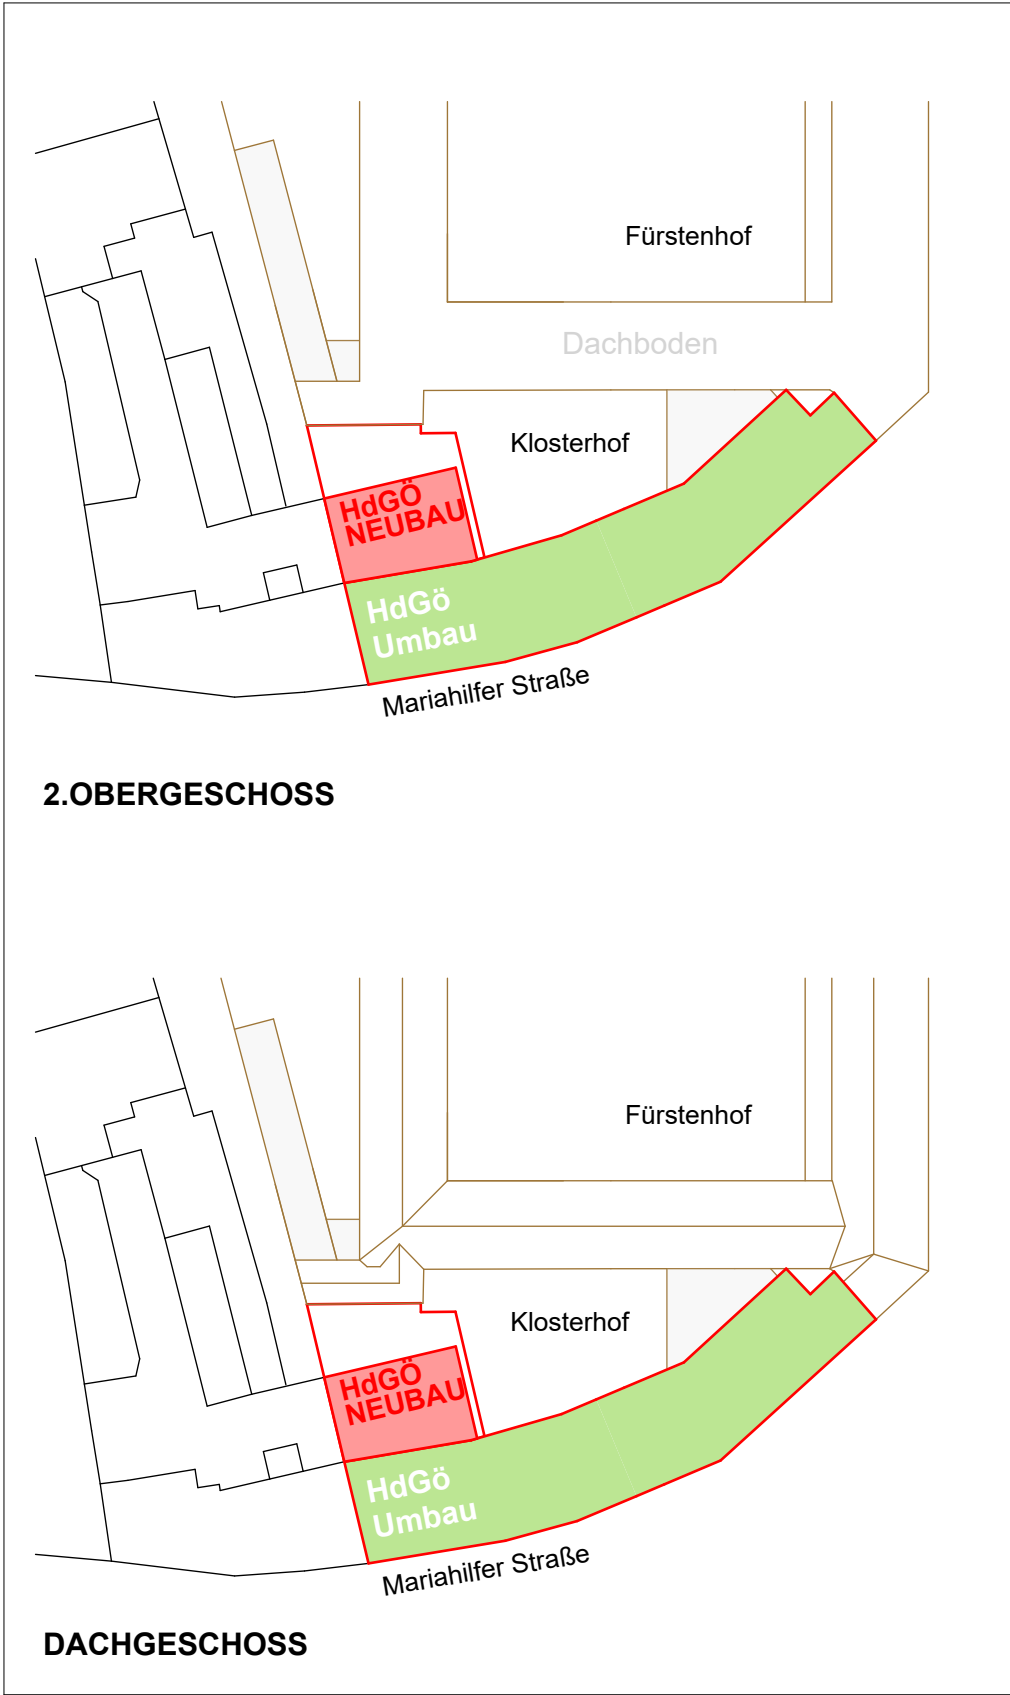 Fürstenhof
Dachboden
Klosterhof
HdGÖ
NEUBAU
HdGö
Umbau
Mariahilfer Straße
2.OBERGESCHOSS
Fürstenhof
Klosterhof
HdGÖ
NEUBAU
HdGö
Umbau
Mariahilfer Straße
DACHGESCHOSS